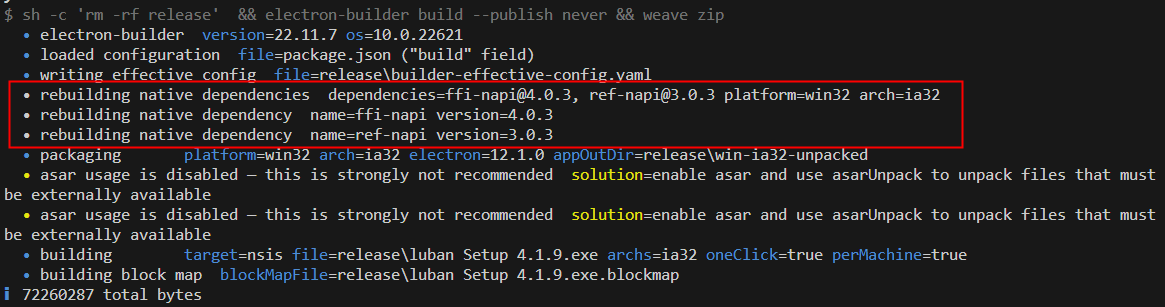 $ sh -c 'rm -rf release'  && electron-builder build --publish never && weave zip
• electron-builder  version=22.11.7 os=10.0.22621
• loaded configuration  file=package.json ("build" field)
• writing effective config  file=release\builder-effective-config.yaml
• rebuilding native dependencies  dependencies=ffi-napi@4.0.3, ref-napi@3.0.3 platform=win32 arch=ia32
• rebuilding native dependency  name=ffi-napi version=4.0.3
• rebuilding native dependency  name=ref-napi version=3.0.3
• packaging       platform=win32 arch=ia32 electron=12.1.0 appOutDir=release\win-ia32-unpacked
• asar usage is disabled — this is strongly not recommended  solution=enable asar and use asarUnpack to unpack files that must
be externally available
• asar usage is disabled — this is strongly not recommended  solution=enable asar and use asarUnpack to unpack files that must
be externally available
• building        target=nsis file=release\luban Setup 4.1.9.exe archs=ia32 oneClick=true perMachine=true
• building block map  blockMapFile=release\luban Setup 4.1.9.exe.blockmap
i 72260287 total bytes